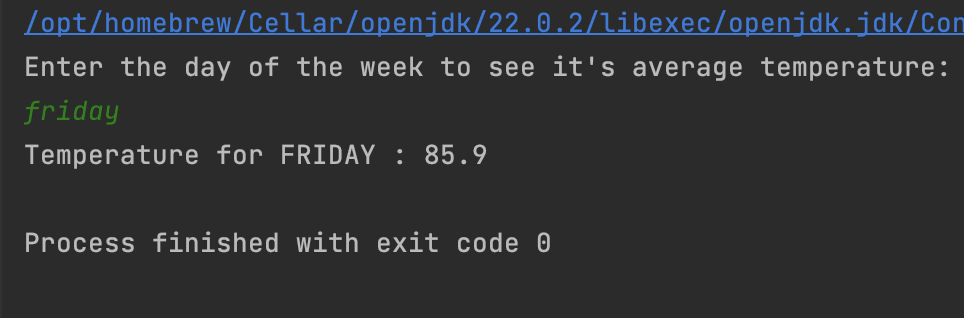 /opt/homebrew/Cellar/openjdk/22.0.2/libexec/openjdk.jdk/Con
Enter the day of the week to see it's average temperature:
friday
Temperature for FRIDAY : 85.9
Process finished with exit code 0